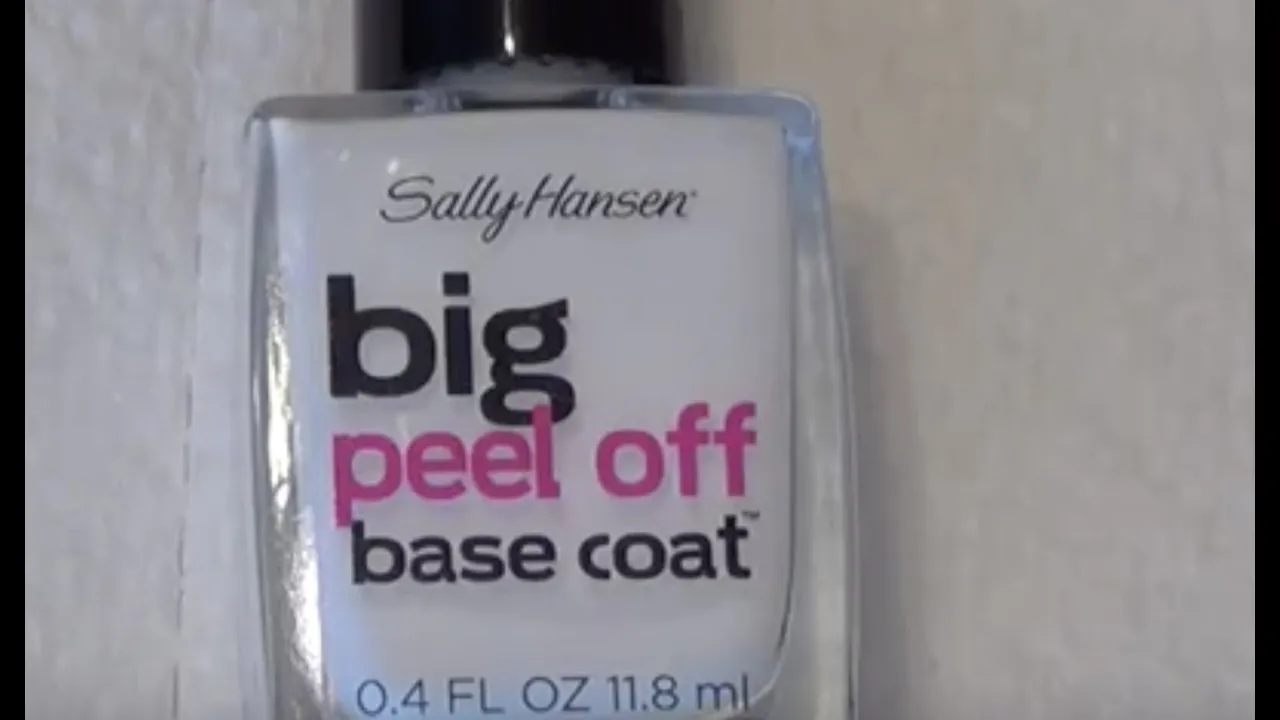 Sally Hansen
big
peel off
base coat™
0.4 FL OZ 11.8 ml